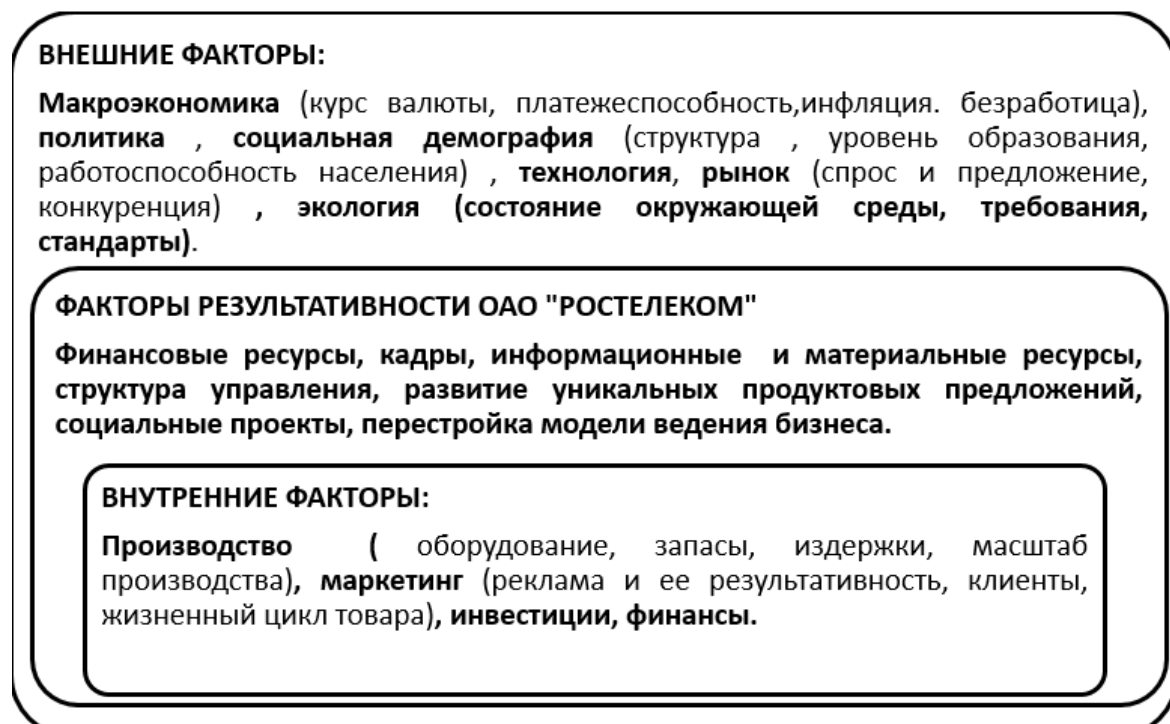 ВНЕШНИЕ ФАКТОРЫ:
Макроэкономика (курс валюты, платежеспособность,инфляция. безработица),
политика , социальная демография (структура , уровень образования,
работоспособность населения) , технология, рынок (спрос и предложение,
конкуренция) , экология (состояние окружающей среды, требования,
стандарты).
ФАКТОРЫ РЕЗУЛЬТАТИВНОСТИ ОАО "РОСТЕЛЕКОМ"
Финансовые ресурсы, кадры, информационные и материальные ресурсы,
структура управления, развитие уникальных продуктовых предложений,
социальные проекты, перестройка модели ведения бизнеса.
ВНУТРЕННИЕ ФАКТОРЫ:
Производство ( оборудование, запасы, издержки, масштаб
производства), маркетинг (реклама и ее результативность, клиенты,
жизненный цикл товара), инвестиции, финансы.